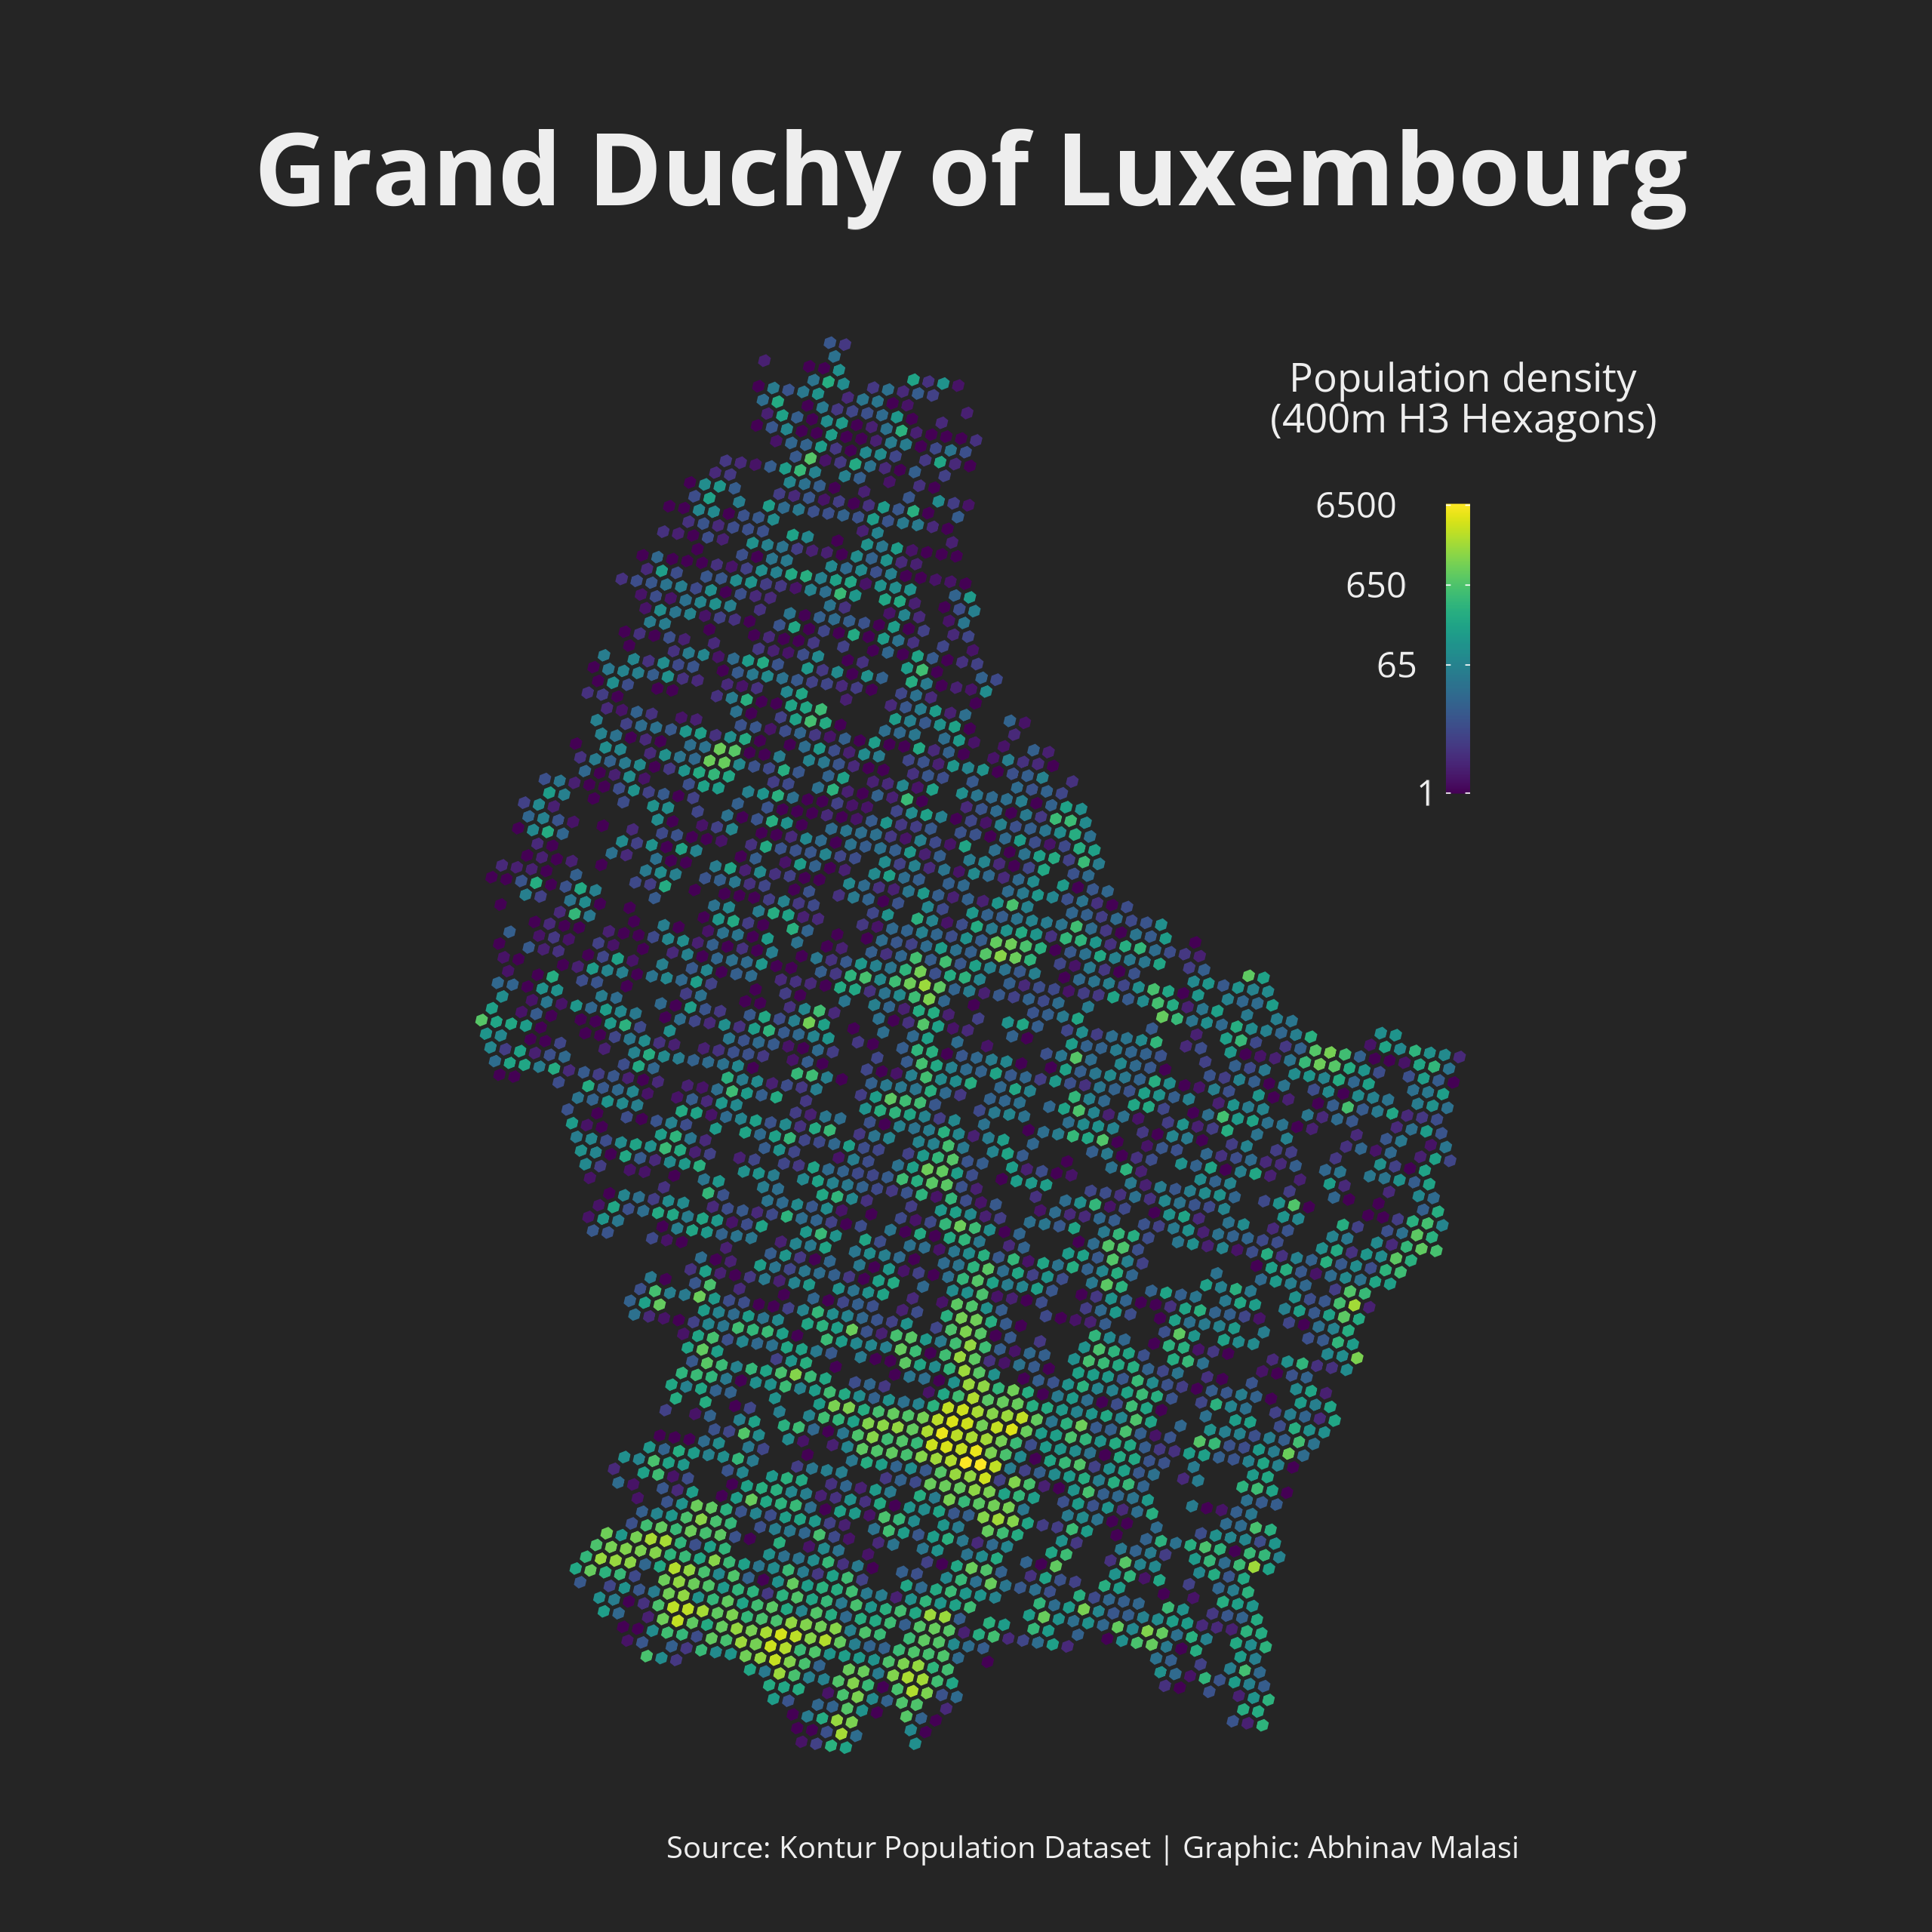 Grand Duchy of Luxembourg
Population density
(400m H3 Hexagons)
6500
650
65
1
Source: Kontur Population Dataset | Graphic: Abhinav Malasi